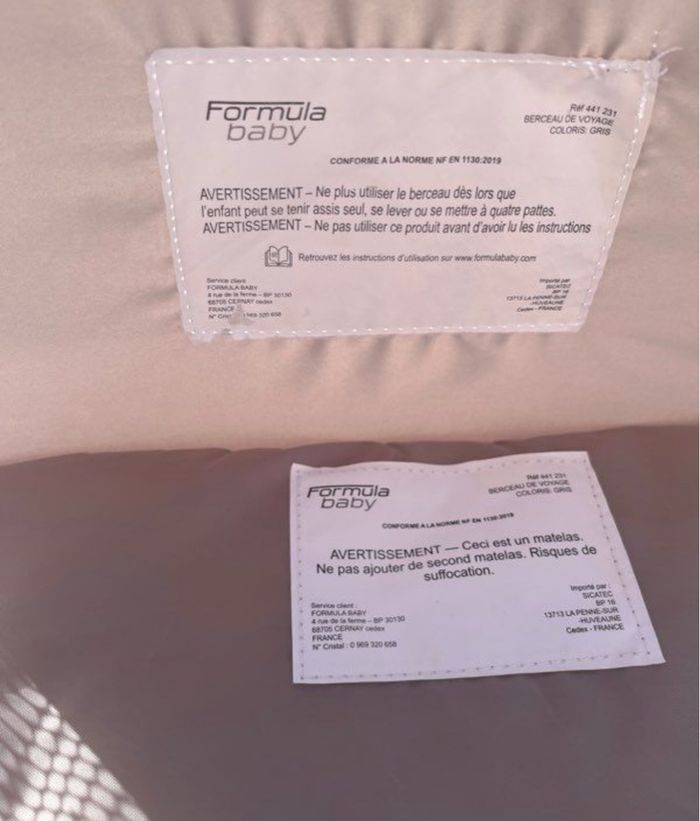 Formula
baby
Réf 441 231
BERCEAU DE VOYAGE
COLORIS: GRIS
CONFORME A LA NORME NF EN 1130:2019
AVERTISSEMENT – Ne plus utiliser le berceau dès lors que
l'enfant peut se tenir assis seul, se lever ou se mettre à quatre pattes.
AVERTISSEMENT – Ne pas utiliser ce produit avant d'avoir lu les instructions
Retrouvez les instructions d'utilisation sur www.formulababy.com
Service client
FORMULA BABY
4 rue de la ferme – BP 30130
68705 CERNAY cedex
FRANCE
N° 969 320 658
Importé par
SICATEC
BP 16
13713 LA PENNE-SUR
-HUVEAUNE
Cedex - FRANCE
Formula
baby
Réf 441 231
BERCEAU DE VOYAGE
COLORIS: GRIS
CONFORME A LA NORME NF EN 1130:2019
AVERTISSEMENT — Ceci est un matelas.
Ne pas ajouter de second matelas. Risques de
suffocation.
Service client :
FORMULA BABY
4 rue de la ferme – BP 30130
68705 CERNAY cedex
FRANCE
N° Cristal : 0 969 320 658
Importé par :
SICATEC
BP 16
13713 LA PENNE-SUR
-HUVEAUNE
Cedex - FRANCE